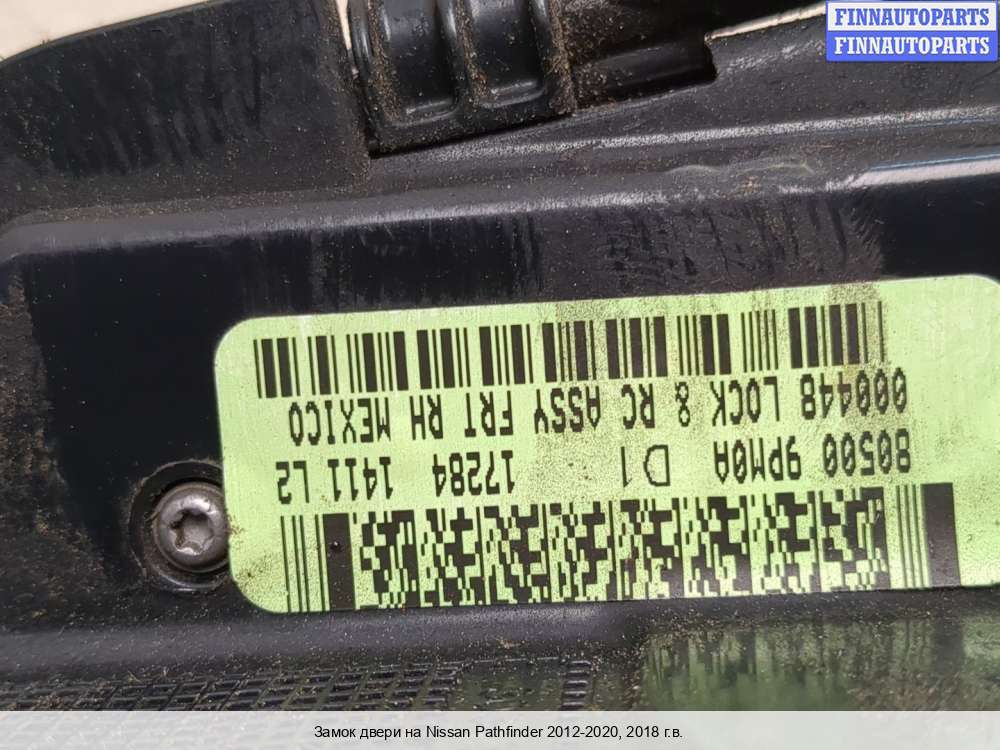 FINNAUTOPARTS
FINNAUTOPARTS
80500 9PM0A D1 17284 1411 L2
000448 LOCK & RC ASSY FRT RH MEXICO
Замок двери на Nissan Pathfinder 2012-2020, 2018 г.в.